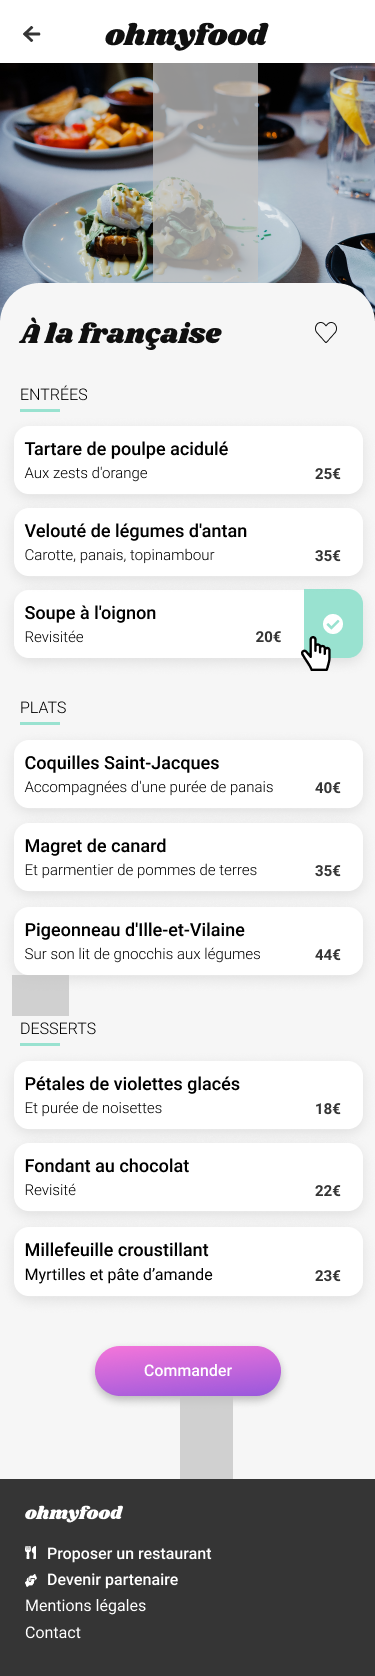 ohmyfood
À la française
ENTRÉES
Tartare de poulpe acidulé
Aux zests d'orange 25€
Velouté de légumes d'antan
Carotte, panais, topinambour 35€
Soupe à l'oignon
Revisitée 20€
PLATS
Coquilles Saint-Jacques
Accompagnées d'une purée de panais 40€
Magret de canard
Et parmentier de pommes de terres 35€
Pigeonneau d'Ille-et-Vilaine
Sur son lit de gnocchis aux légumes 44€
DESSERTS
Pétales de violettes glacés
Et purée de noisettes 18€
Fondant au chocolat
Revisité 22€
Millefeuille croustillant
Myrtilles et pâte d’amande 23€
Commander
ohmyfood
Proposer un restaurant
Devenir partenaire
Mentions légales
Contact